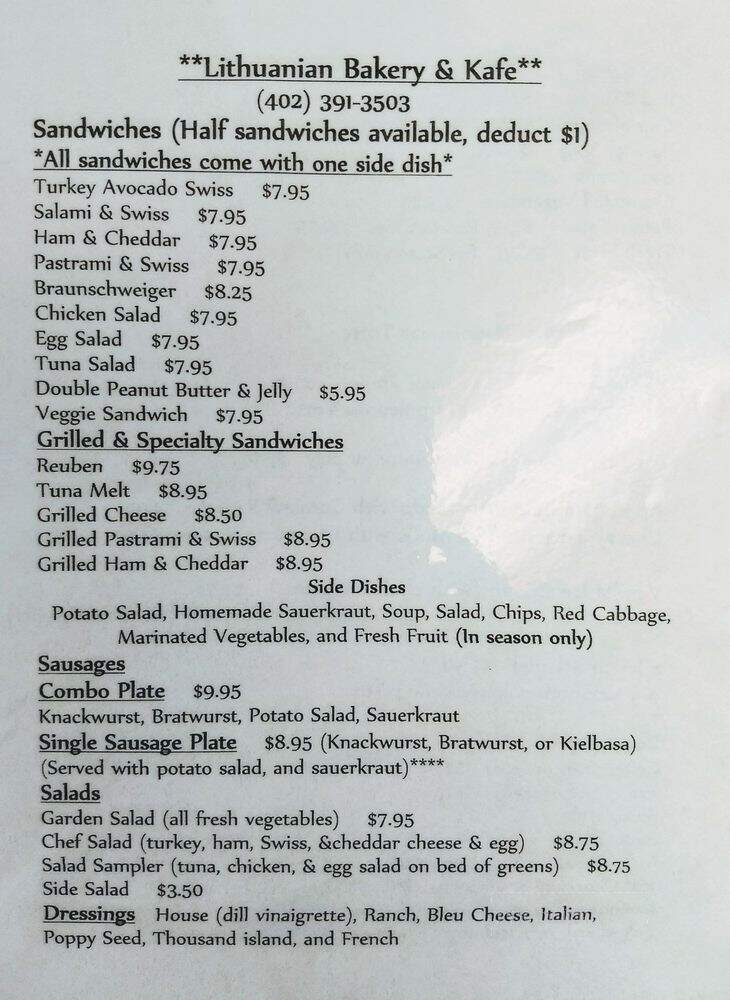 **Lithuanian Bakery & Kafe**
(402) 391-3503
Sandwiches (Half sandwiches available, deduct $1)
*All sandwiches come with one side dish*
Turkey Avocado Swiss $7.95
Salami & Swiss $7.95
Ham & Cheddar $7.95
Pastrami & Swiss $7.95
Braunschweiger $8.25
Chicken Salad $7.95
Egg Salad $7.95
Tuna Salad $7.95
Double Peanut Butter & Jelly $5.95
Veggie Sandwich $7.95
Grilled & Specialty Sandwiches
Reuben $9.75
Tuna Melt $8.95
Grilled Cheese $8.50
Grilled Pastrami & Swiss $8.95
Grilled Ham & Cheddar $8.95
Side Dishes
Potato Salad, Homemade Sauerkraut, Soup, Salad, Chips, Red Cabbage,
Marinated Vegetables, and Fresh Fruit (In season only)
Sausages
Combo Plate $9.95
Knackwurst, Bratwurst, Potato Salad, Sauerkraut
Single Sausage Plate $8.95 (Knackwurst, Bratwurst, or Kielbasa)
(Served with potato salad, and sauerkraut)****
Salads
Garden Salad (all fresh vegetables) $7.95
Chef Salad (turkey, ham, Swiss, &cheddar cheese & egg) $8.75
Salad Sampler (tuna, chicken, & egg salad on bed of greens) $8.75
Side Salad $3.50
Dressings House (dill vinaigrette), Ranch, Bleu Cheese, Italian,
Poppy Seed, Thousand island, and French